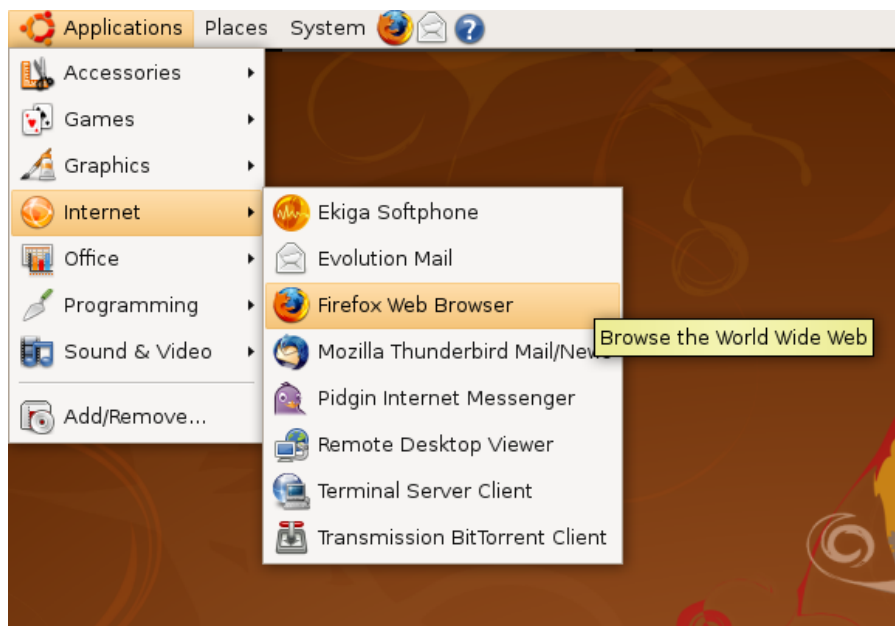 Applications Places System
Accessories
Games
Graphics
Internet
Office
Programming
Sound & Video
Add/Remove...
Ekiga Softphone
Evolution Mail
Firefox Web Browser
Browse the World Wide Web
Mozilla Thunderbird Mail/News
Pidgin Internet Messenger
Remote Desktop Viewer
Terminal Server Client
Transmission BitTorrent Client